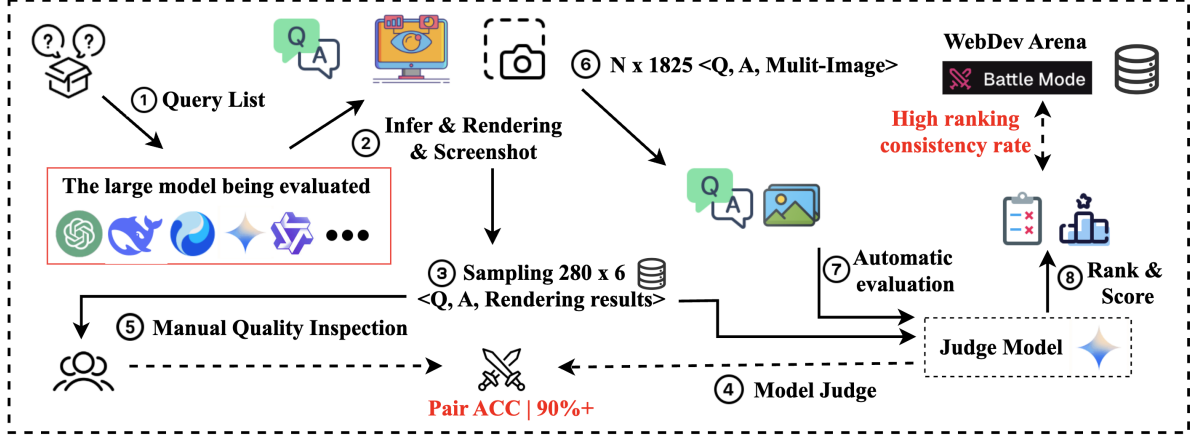 ? ?
① Query List
The large model being evaluated
Q
A
② Infer & Rendering
& Screenshot
③ Sampling 280 x 6
<Q, A, Rendering results>
⑤ Manual Quality Inspection
Pair ACC | 90%+
④ Model Judge
⑥ N x 1825 <Q, A, Mulit-Image>
Q
A
⑦ Automatic
evaluation
Judge Model
⑧ Rank &
Score
High ranking
consistency rate
WebDev Arena
Battle Mode